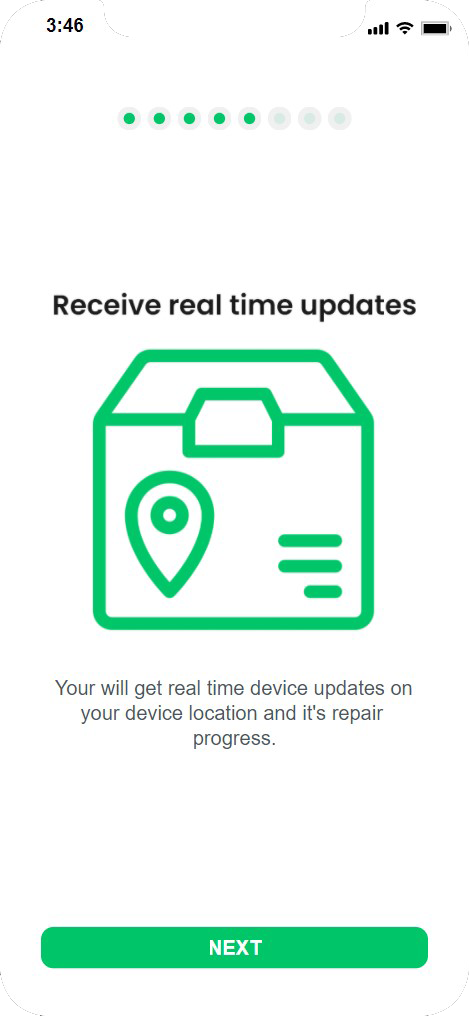 3:46
Receive real time updates
Your will get real time device updates on
your device location and it's repair
progress.
NEXT